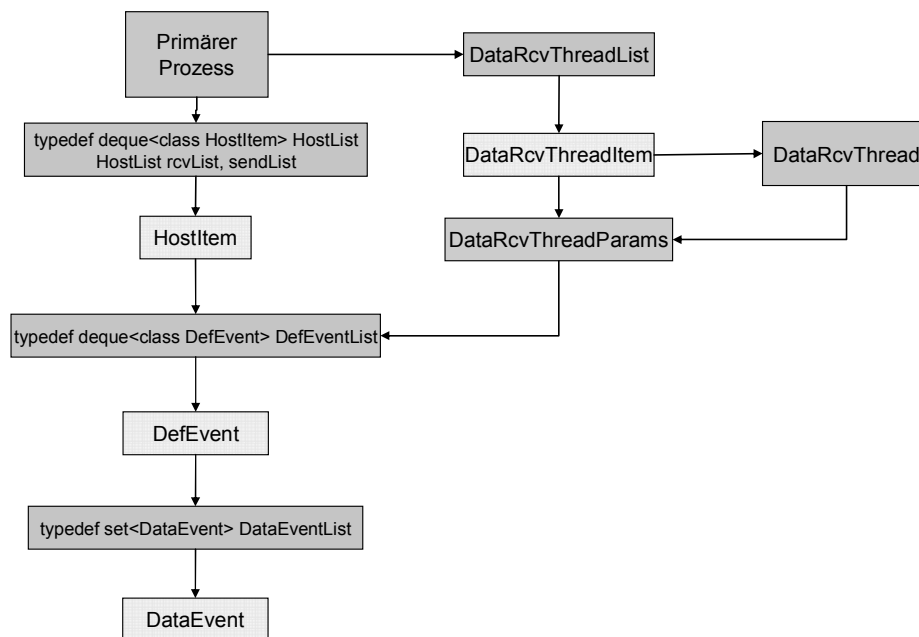 Primärer
Prozess
DataRcvThreadList
typedef deque<class HostItem> HostList
HostList rcvList, sendList
DataRcvThreadItem
DataRcvThread
HostItem
DataRcvThreadParams
typedef deque<class DefEvent> DefEventList
DefEvent
typedef set<DataEvent> DataEventList
DataEvent